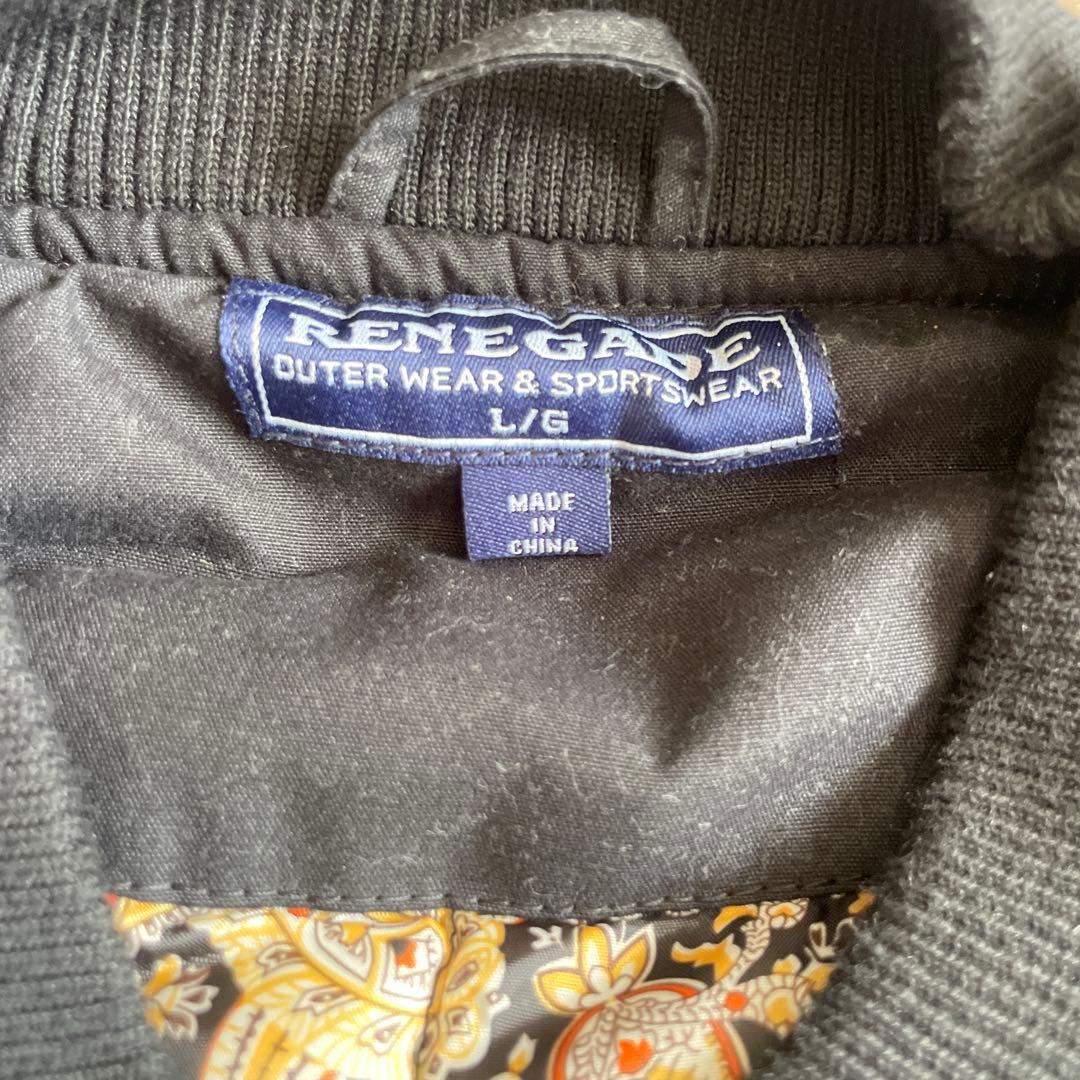 RENEGADE
OUTER WEAR & SPORTSWEAR
L/G
MADE
IN
CHINA